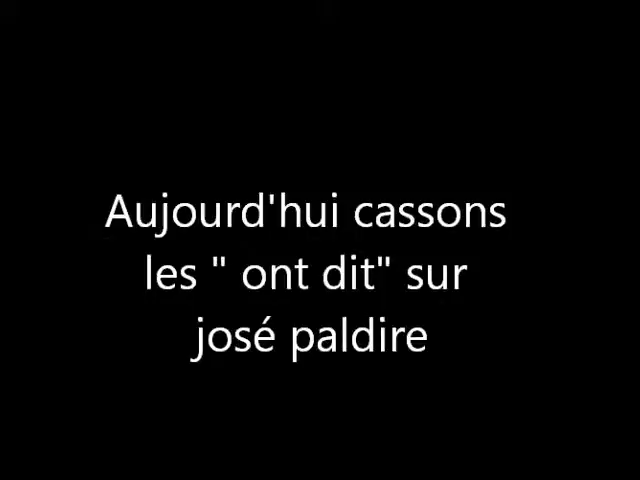 Aujourd'hui cassons
les " ont dit" sur
josé paldire